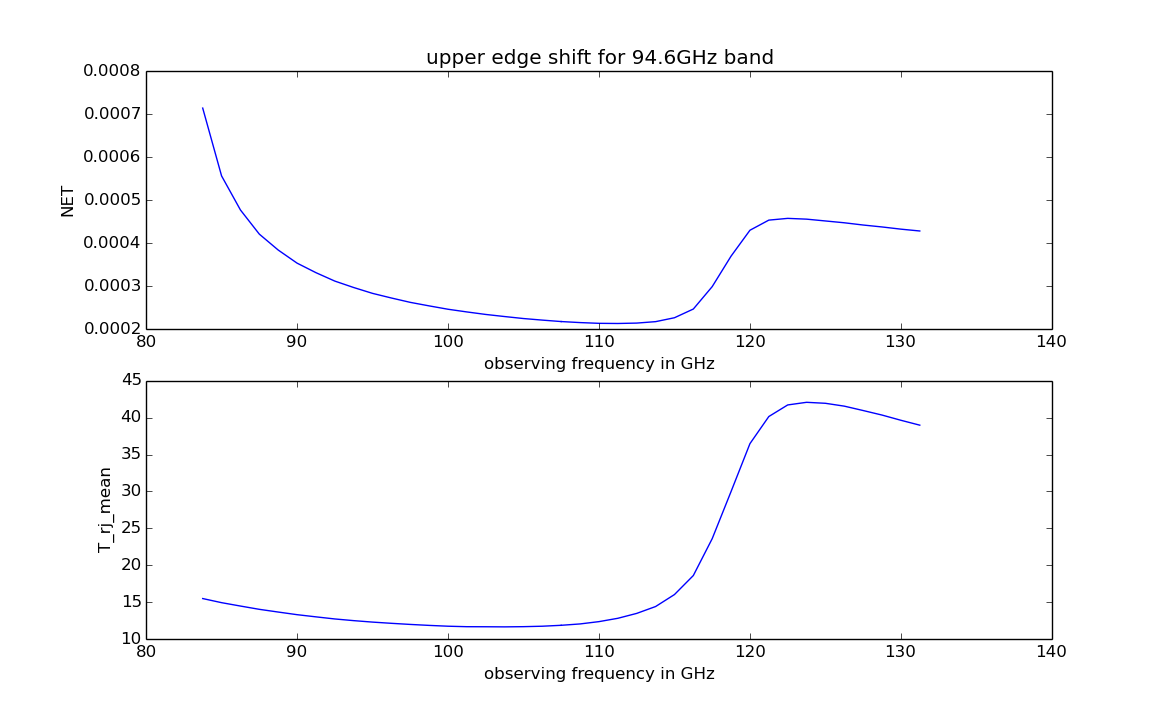 upper edge shift for 94.6GHz band
0.0008
0.0007
0.0006
0.0005
0.0004
0.0003
0.0002
NET
80 90 100 110 120 130 140
observing frequency in GHz
45
40
35
30
25
20
15
10
T_rj_mean
80 90 100 110 120 130 140
observing frequency in GHz